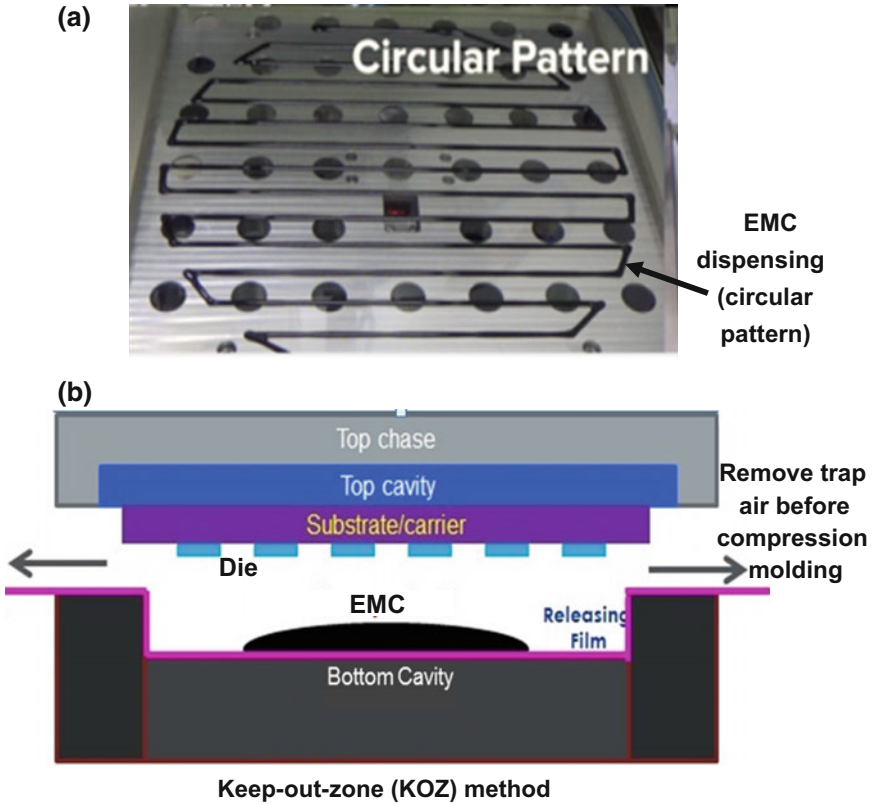 (a)
Circular Pattern
EMC
dispensing
(circular
pattern)
(b)
Top chase
Top cavity
Substrate/carrier
Die
Remove trap
air before
compression
molding
EMC
Releasing
Film
Bottom Cavity
Keep-out-zone (KOZ) method